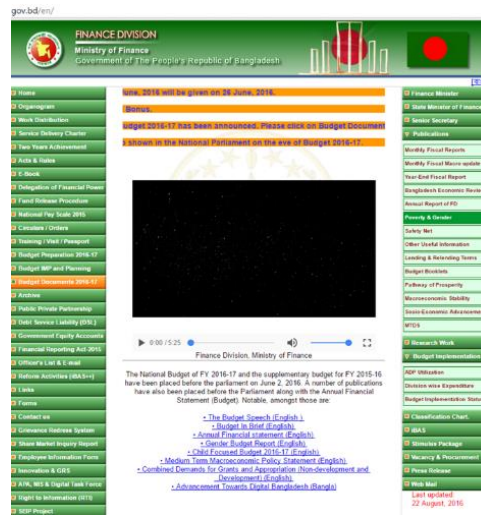 gov.bd/en/
FINANCE DIVISION
Ministry of Finance
Government of The People's Republic of Bangladesh
Home
Organogram
Work Distribution
Service Delivery Charter
Two Years Achievement
Acts & Rules
E-Book
Delegation of Financial Power
Fund Release Procedure
National Pay Scale 2015
Circulars / Orders
Training / Visit / Passport
Budget Preparation 2016-17
Budget IMP and Planning
Budget Documents 2016-17
Archive
Public Private Partnership
Debt Service Liability (DSL)
Government Equity Accounts
Financial Reporting Act-2015
Officer's List & E-mail
Reform Activities (iBAS++)
Links
Forms
Contact us
Grievance Redress System
Share Market Inquiry Report
Employee Information Form
Innovation & GRS
APA, NIS & Digital Task Force
Right to Information (RTI)
SEIP Project
June, 2016 will be given on 26 June, 2016.
Bonus.
udget 2016-17 has been announced. Please click on Budget Document
shown in the National Parliament on the eve of Budget 2016-17.
0:00 / 5:25
Finance Division, Ministry of Finance
The National Budget of FY 2016-17 and the supplementary budget for FY 2015-16
have been placed before the parliament on June 2, 2016. A number of publications
have also been placed before the Parliament along with the Annual Financial
Statement (Budget). Notable, amongst those are:
• The Budget Speech (English )
• Budget In Brief (English)
• Annual Financial statement (English)
• Gender Budget Report (English)
• Child Focused Budget 2016-17 (English)
• Medium Term Macroeconomic Policy Statement (English)
• Combined Demands for Grants and Appropriation (Non-development and
Development) (English)
• Advancement Towards Digital Bangladesh (Bangla)
Finance Minister
State Minister of Finance
Senior Secretary
Publications
Monthly Fiscal Reports
Monthly Fiscal Macro update
Year-End Fiscal Report
Bangladesh Economic Revie
Annual Report of FD
Poverty & Gender
Safety Net
Other Useful Information
Lending & Relending Terms
Budget Booklets
Pathway of Prosperity
Macroeconomic Stability
Socio-Economic Advanceme
MTDS
Research Work
Budget Implementation
ADP Utilization
Division wise Expenditure
Budget Implementation Statu
Classification Chart.
iBAS
Stimulus Package
Vacancy & Procurement
Press Release
Web Mail
Last updated:
22 August, 2016